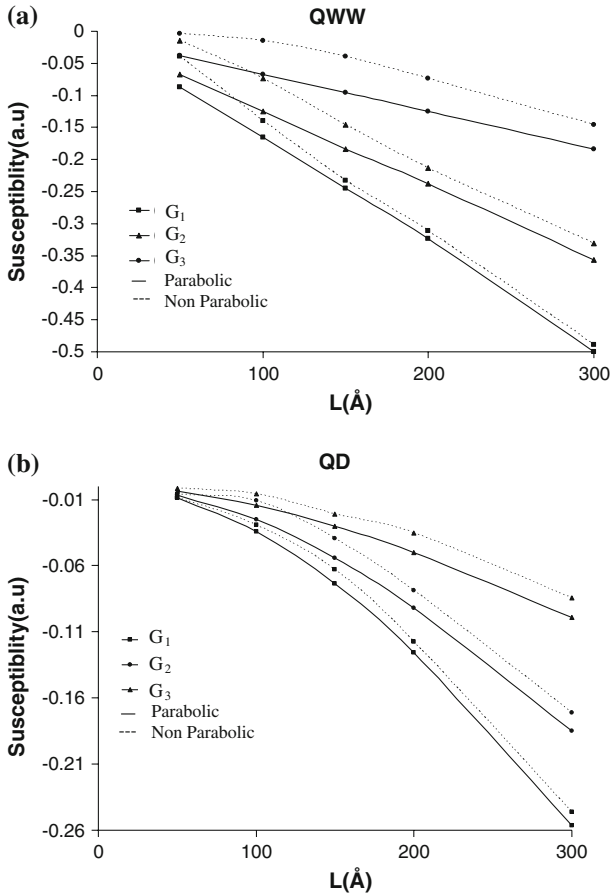 (a)
QWW
0
-0.05
-0.1
-0.15
-0.2
-0.25
-0.3
-0.35
-0.4
-0.45
-0.5
Susceptiblity(a.u)
G1
G2
G3
Parabolic
Non Parabolic
0
100
200
300
L(Å)
(b)
QD
-0.01
-0.06
-0.11
-0.16
-0.21
-0.26
Susceptiblity(a.u)
G1
G2
G3
Parabolic
Non Parabolic
0
100
200
300
L(Å)